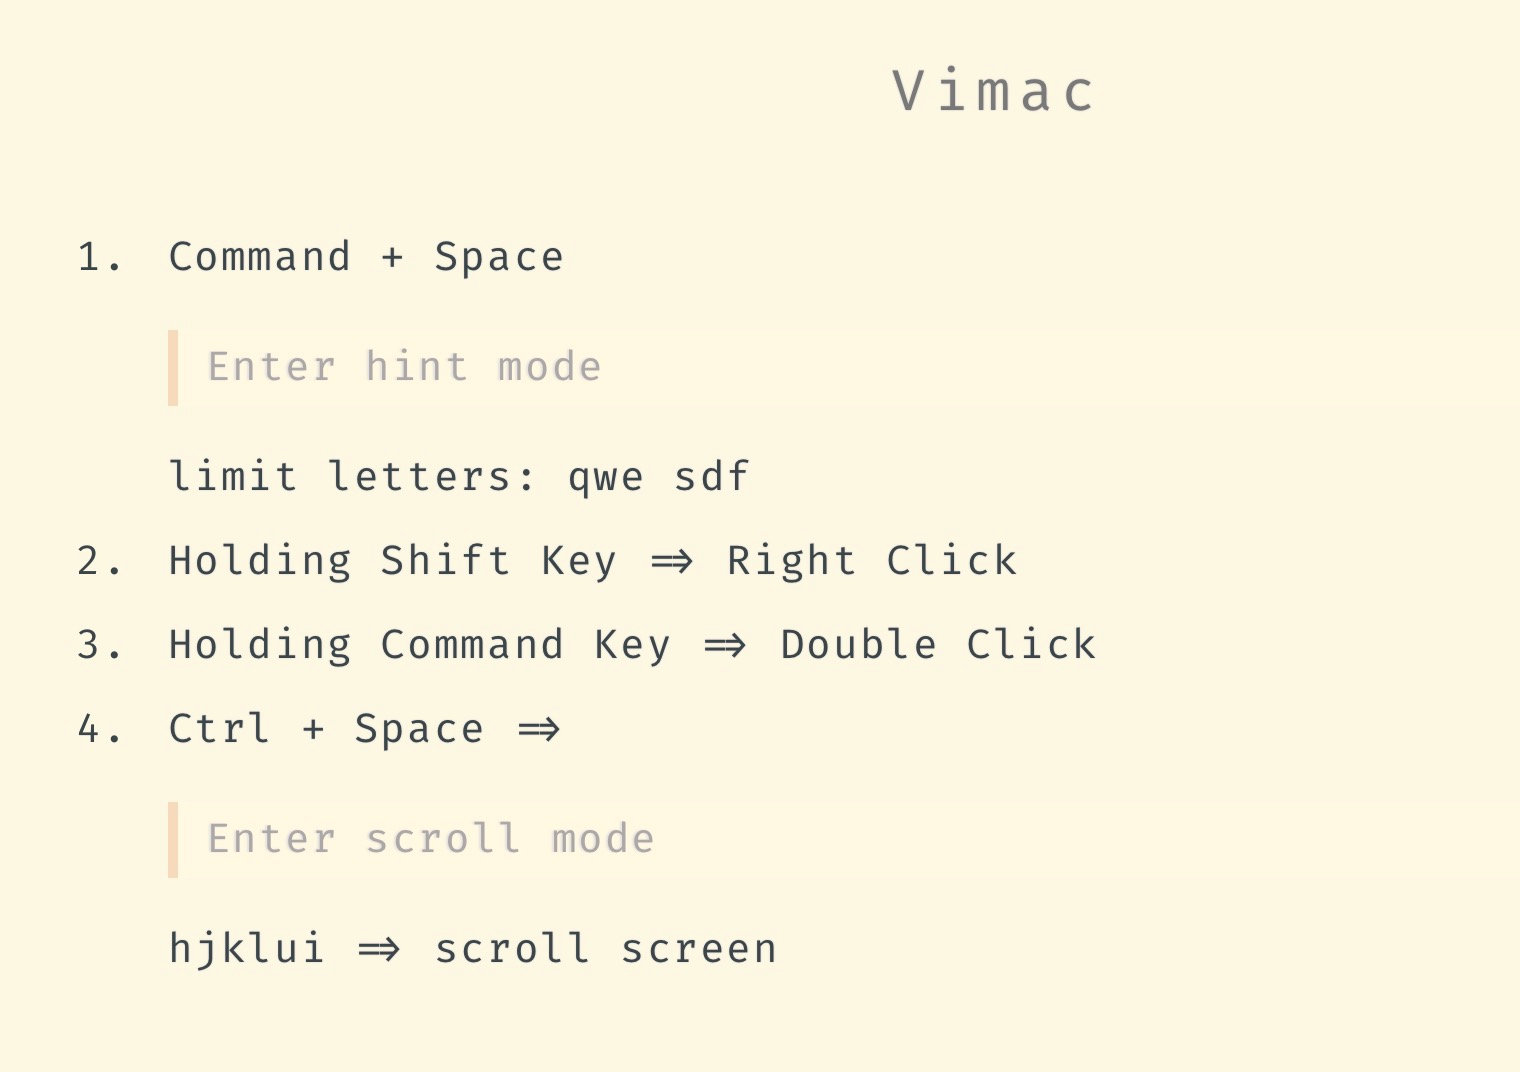 Vimac
1. Command + Space
Enter hint mode
limit letters: qwe sdf
2. Holding Shift Key ⇒ Right Click
3. Holding Command Key ⇒ Double Click
4. Ctrl + Space ⇒
Enter scroll mode
hjklui ⇒ scroll screen